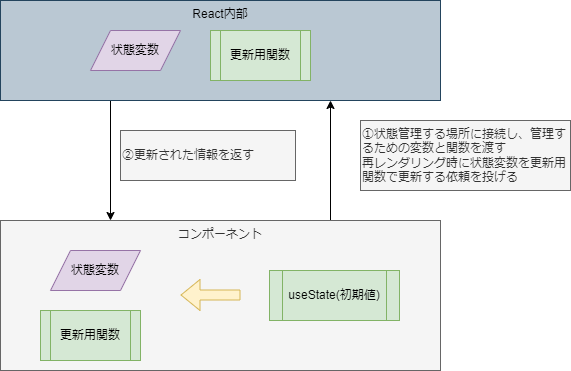 React内部
状態変数
更新用関数
①状態管理する場所に接続し、管理す
るための変数と関数を渡す
再レンダリング時に状態変数を更新用
関数で更新する依頼を投げる
②更新された情報を返す
コンポーネント
状態変数
useState(初期値)
更新用関数